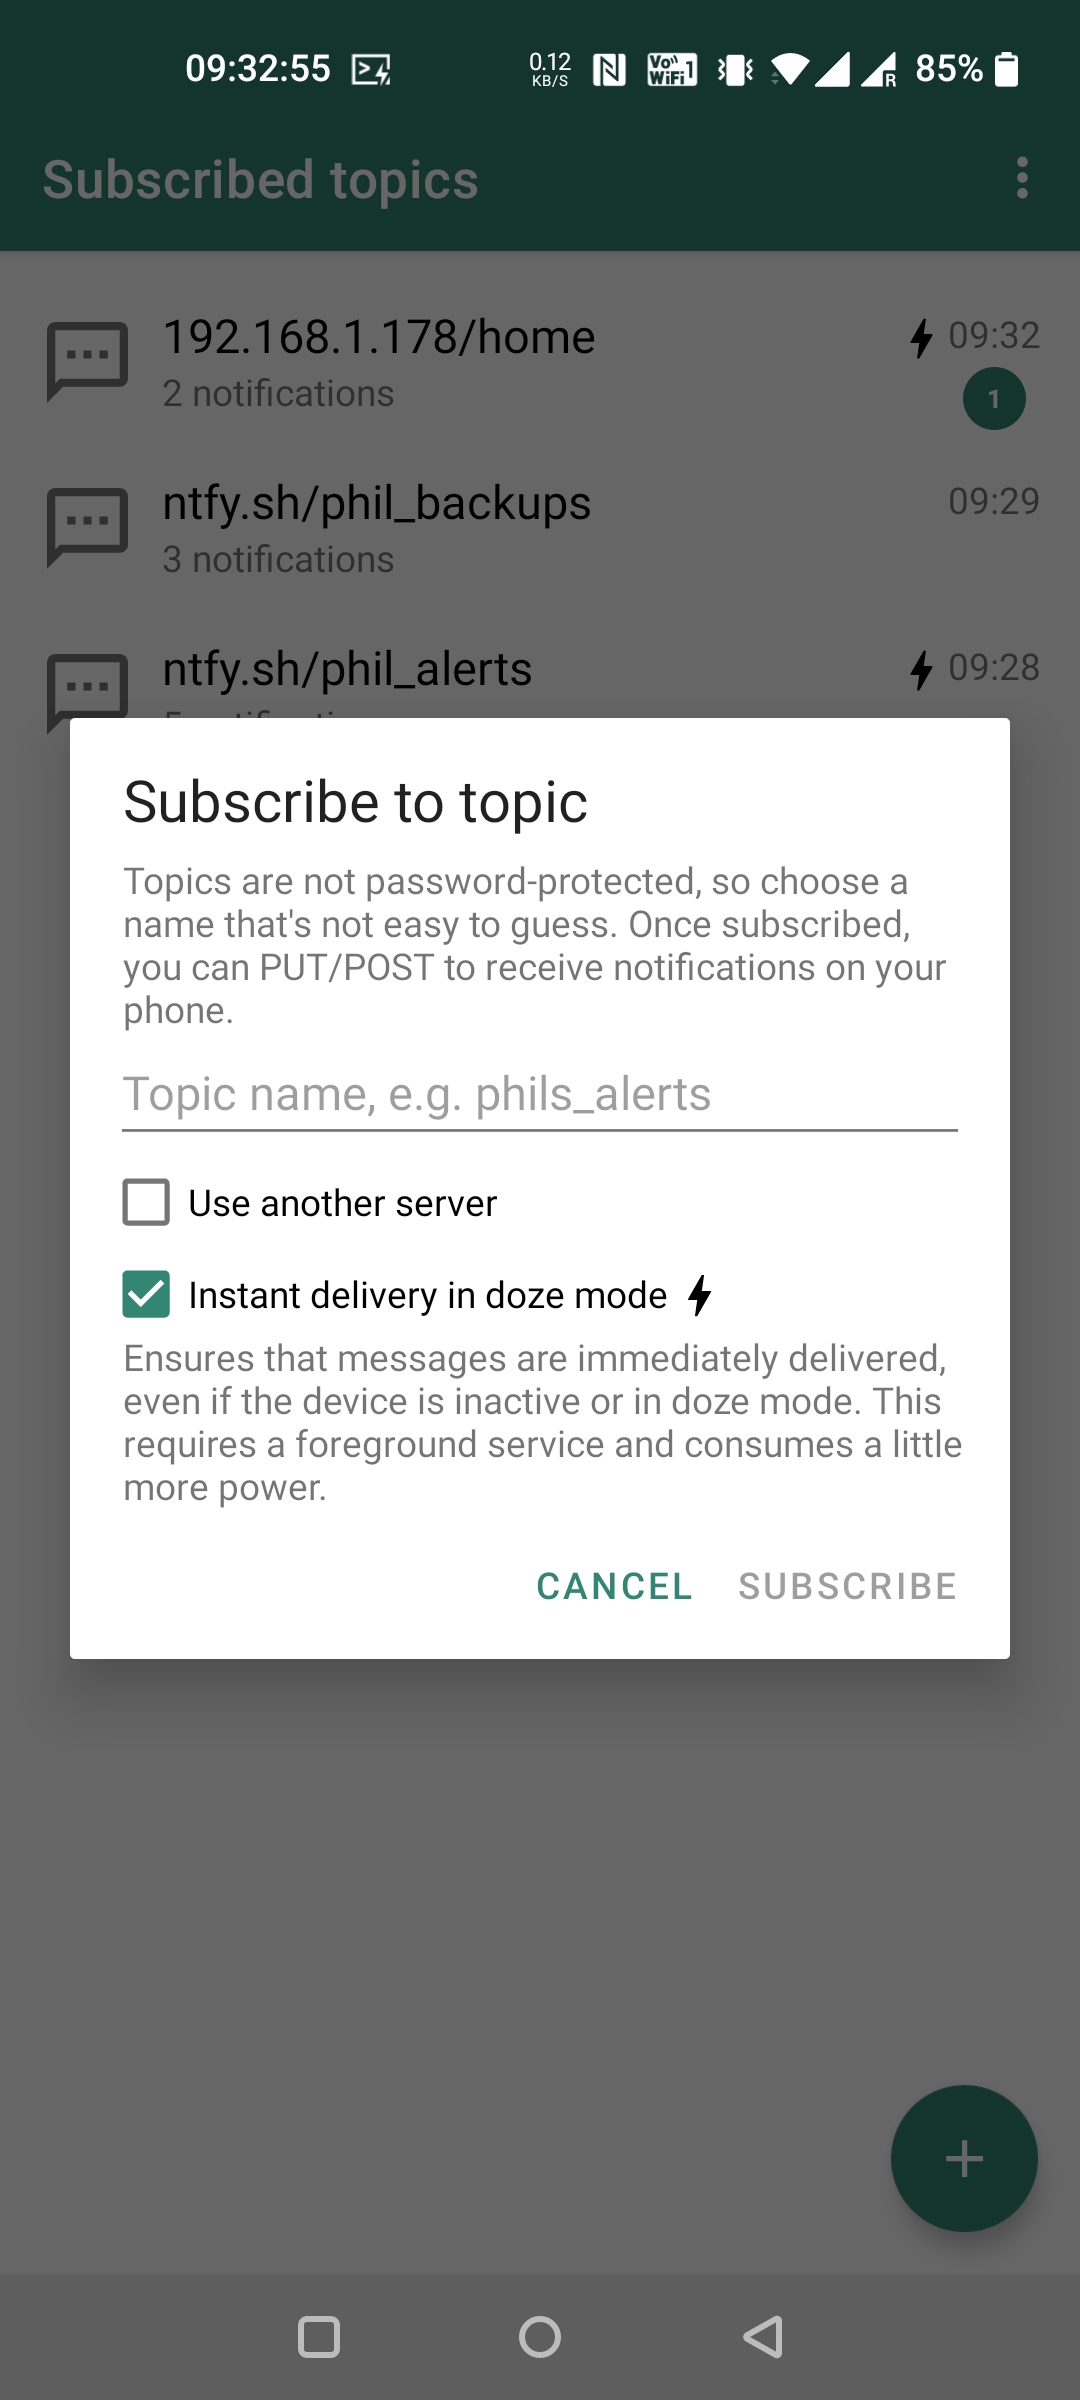 09:32:55 0.12 KB/S Vo)) WiFi 1 R 85%
Subscribed topics
192.168.1.178/home 09:32
2 notifications 1
ntfy.sh/phil_backups 09:29
3 notifications
ntfy.sh/phil_alerts 09:28
Subscribe to topic
Topics are not password-protected, so choose a
name that's not easy to guess. Once subscribed,
you can PUT/POST to receive notifications on your
phone.
Topic name, e.g. phils_alerts
Use another server
Instant delivery in doze mode
Ensures that messages are immediately delivered,
even if the device is inactive or in doze mode. This
requires a foreground service and consumes a little
more power.
CANCEL SUBSCRIBE